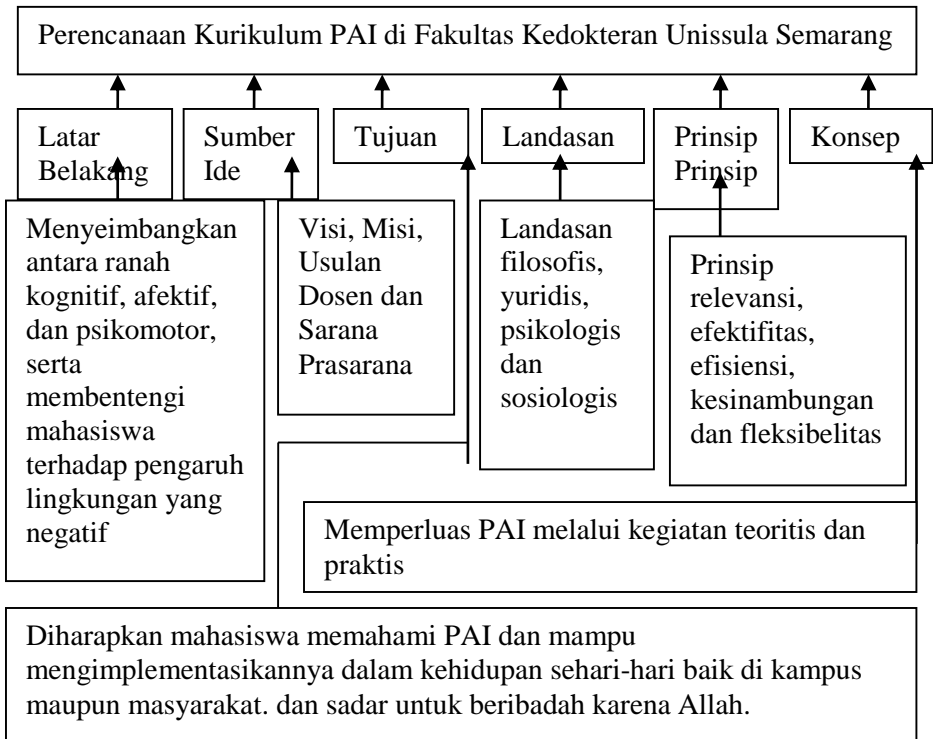 Perencanaan Kurikulum PAI di Fakultas Kedokteran Unissula Semarang
Latar
Belakang
Sumber
Ide
Tujuan
Landasan
Prinsip
Prinsip
Konsep
Menyeimbangkan
antara ranah
kognitif, afektif,
dan psikomotor,
serta
membentengi
mahasiswa
terhadap pengaruh
lingkungan yang
negatif
Visi, Misi,
Usulan
Dosen dan
Sarana
Prasarana
Landasan
filosofis,
yuridis,
psikologis
dan
sosiologis
Prinsip
relevansi,
efektifitas,
efisiensi,
kesinambungan
dan fleksibelitas
Memperluas PAI melalui kegiatan teoritis dan
praktis
Diharapkan mahasiswa memahami PAI dan mampu
mengimplementasikannya dalam kehidupan sehari-hari baik di kampus
maupun masyarakat. dan sadar untuk beribadah karena Allah.